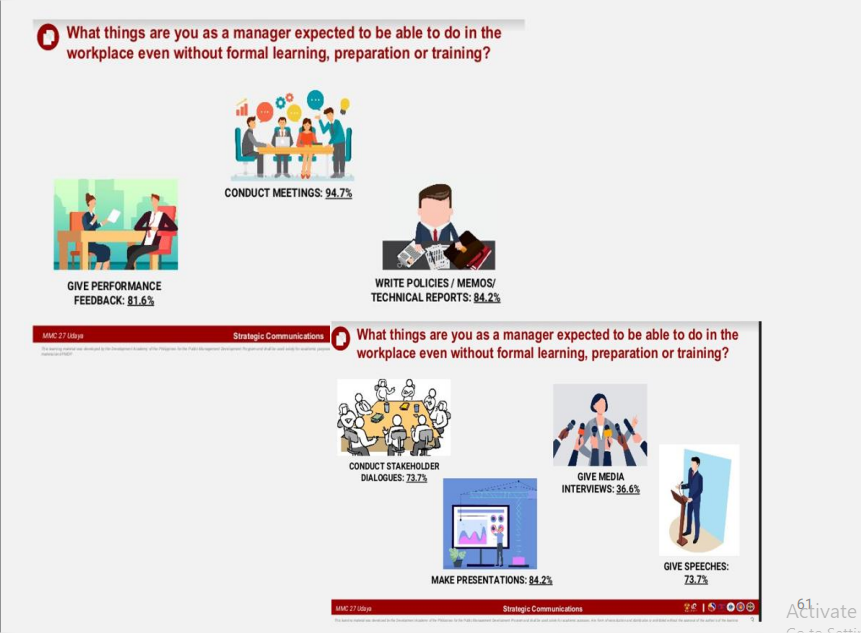 What things are you as a manager expected to be able to do in the
workplace even without formal learning, preparation or training?
CONDUCT MEETINGS: 94.7%
GIVE PERFORMANCE
FEEDBACK: 81.6%
WRITE POLICIES / MEMOS/
TECHNICAL REPORTS: 84.2%
MMC 27 Udaya
Strategic Communications
What things are you as a manager expected to be able to do in the
workplace even without formal learning, preparation or training?
CONDUCT STAKEHOLDER
DIALOGUES: 73.7%
GIVE MEDIA
INTERVIEWS: 36.6%
MAKE PRESENTATIONS: 84.2%
GIVE SPEECHES:
73.7%
MMC 27 Udaya
Strategic Communications
9
61
Activate